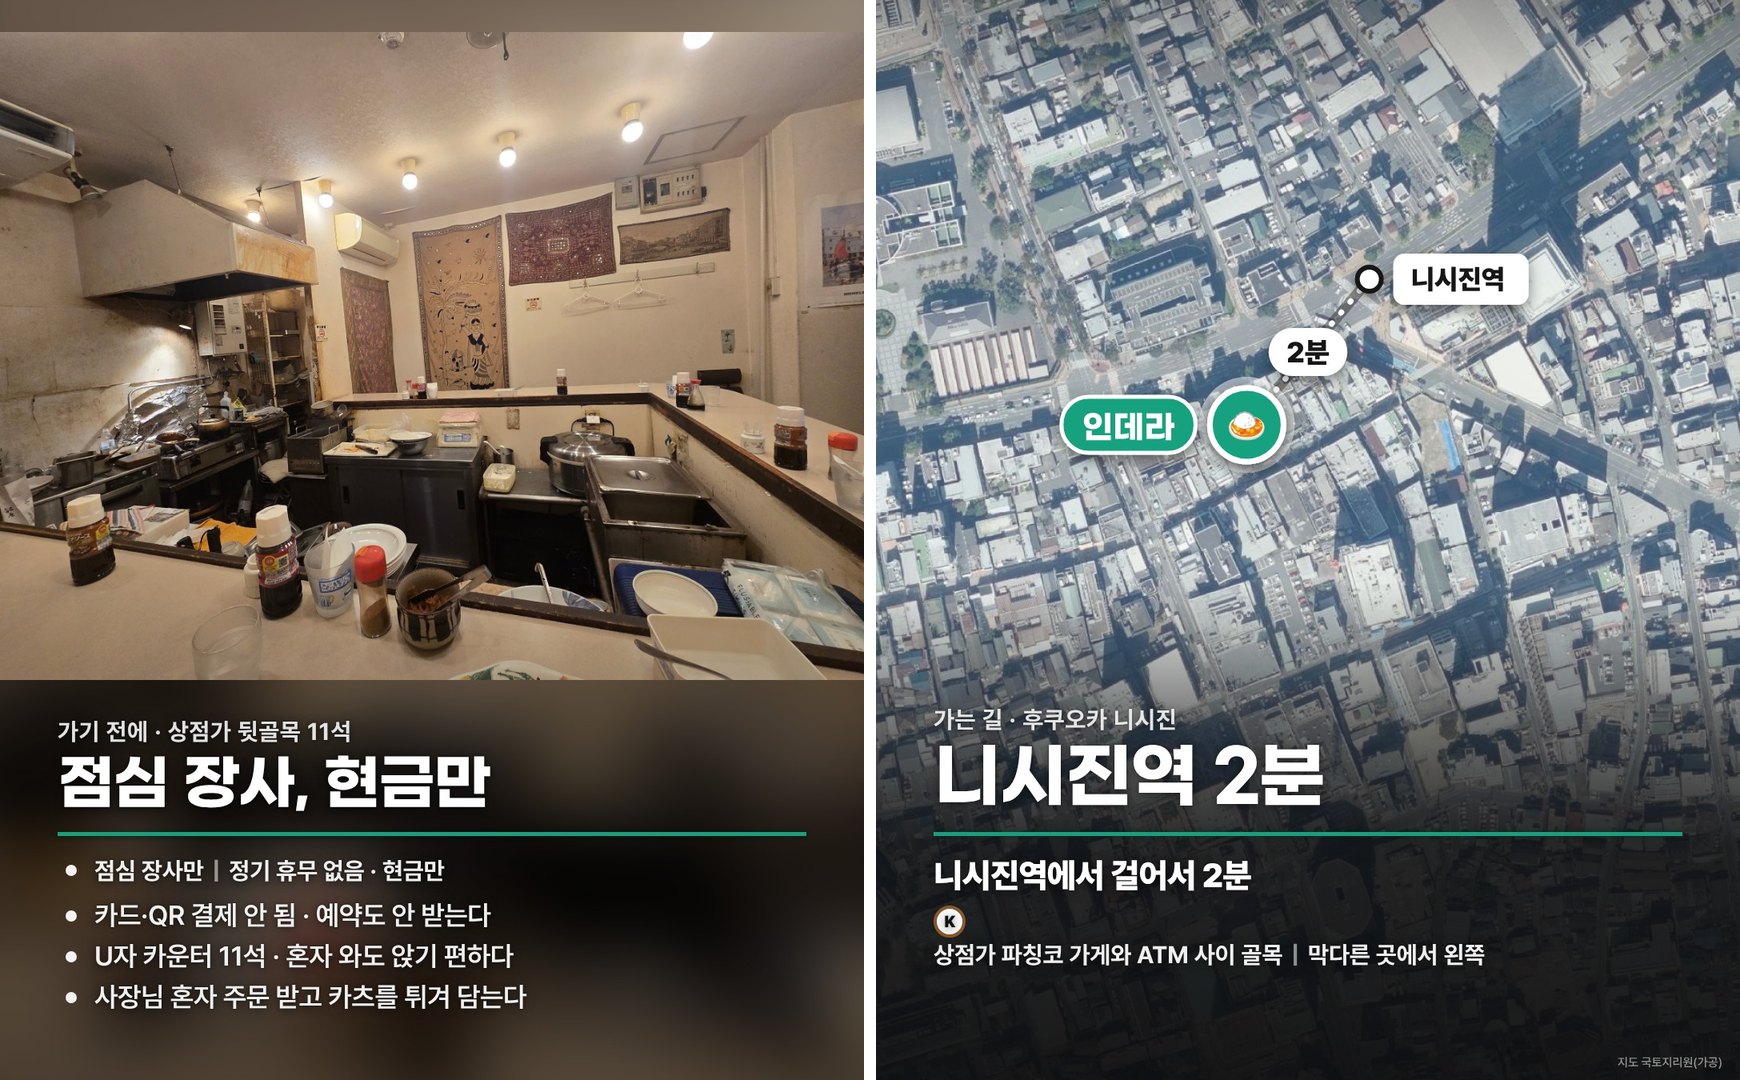 가기 전에 · 상점가 뒷골목 11석
점심 장사, 현금만
점심 장사만 | 정기 휴무 없음 · 현금만
카드·QR 결제 안 됨 · 예약도 안 받는다
U자 카운터 11석 · 혼자 와도 앉기 편하다
사장님 혼자 주문 받고 카츠를 튀겨 담는다
니시진역
2분
인데라
가는 길 · 후쿠오카 니시진
니시진역 2분
니시진역에서 걸어서 2분
K
상점가 파칭코 가게와 ATM 사이 골목 | 막다른 곳에서 왼쪽
지도 국토지리원(가공)